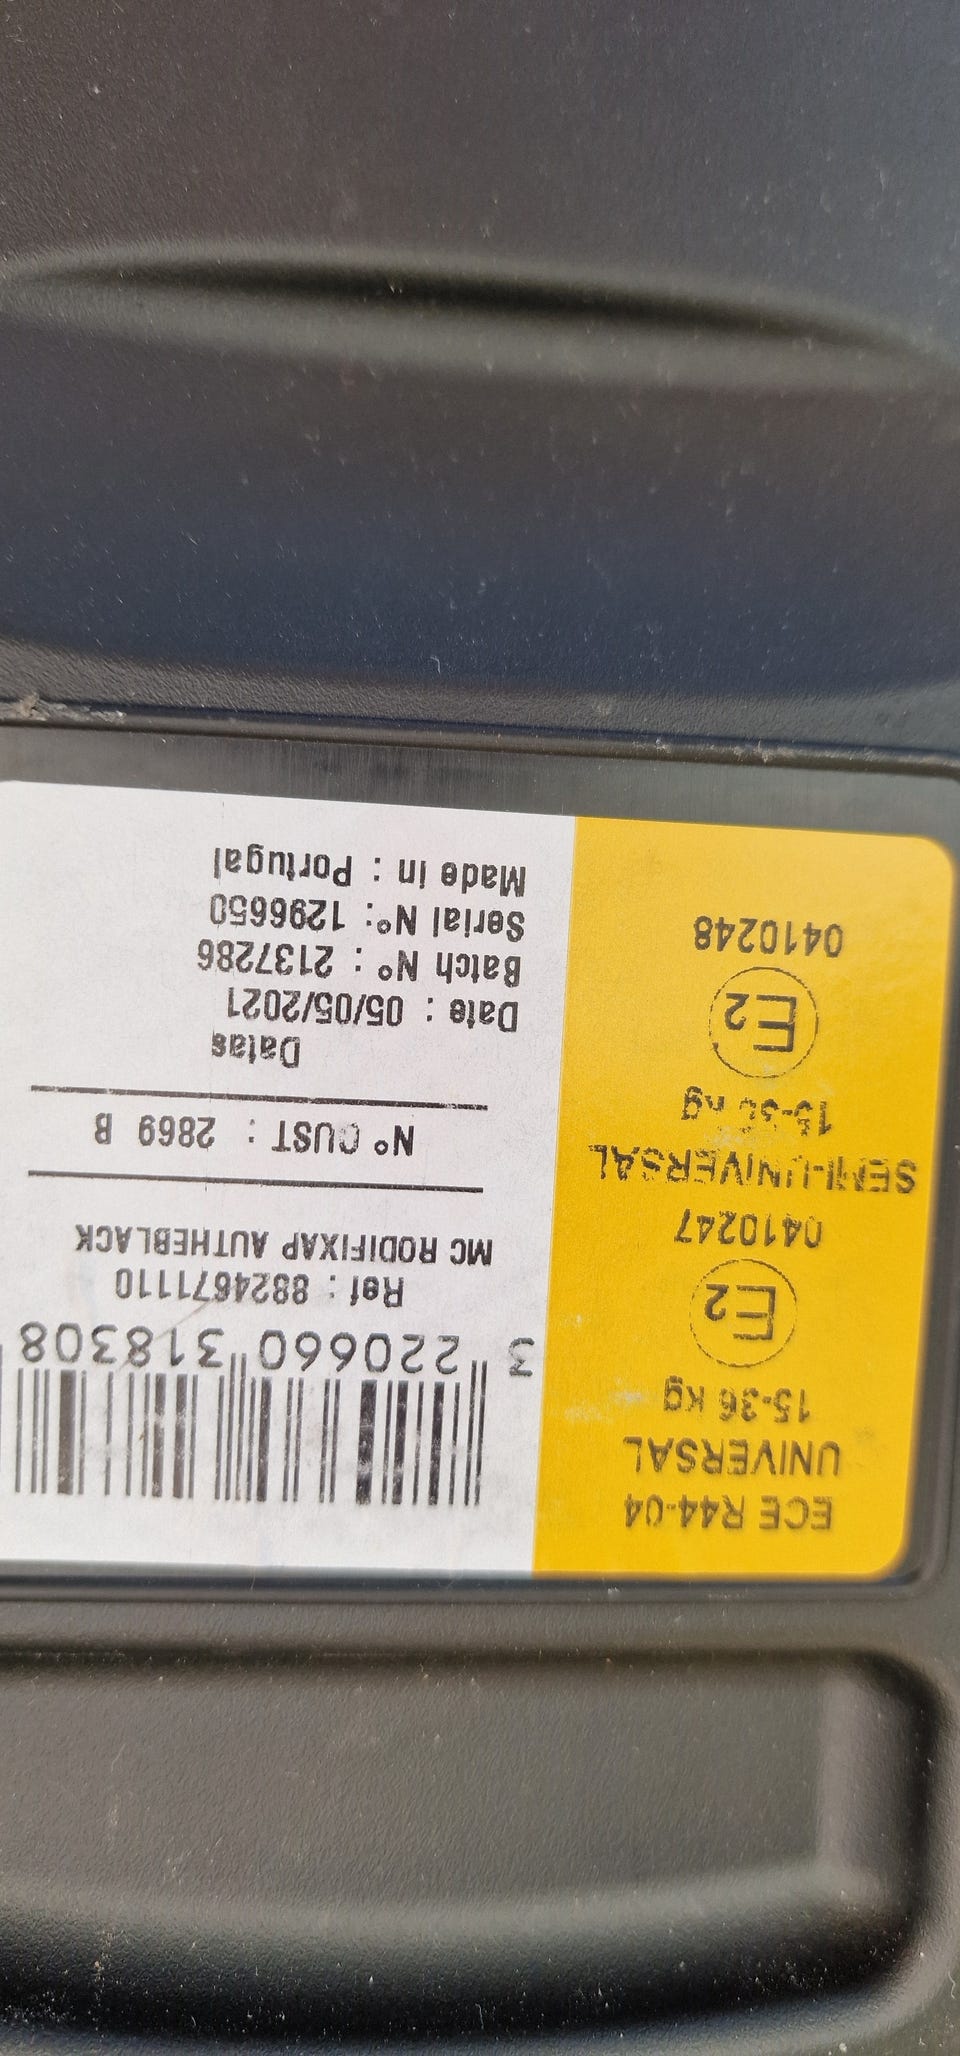 ECE R44-04
UNIVERSAL
15-36 kg
E2
0410247
SEMI-UNIVERSAL
15-36 kg
E2
0410248
3 220660 318308
Ref : 8824671110
MC RODIFIXAP AUTHEBLACK
N° CUST : 2869 B
Datas
Date : 05/05/2021
Batch N° : 2137286
Serial N°: 1296650
Made in : Portugal